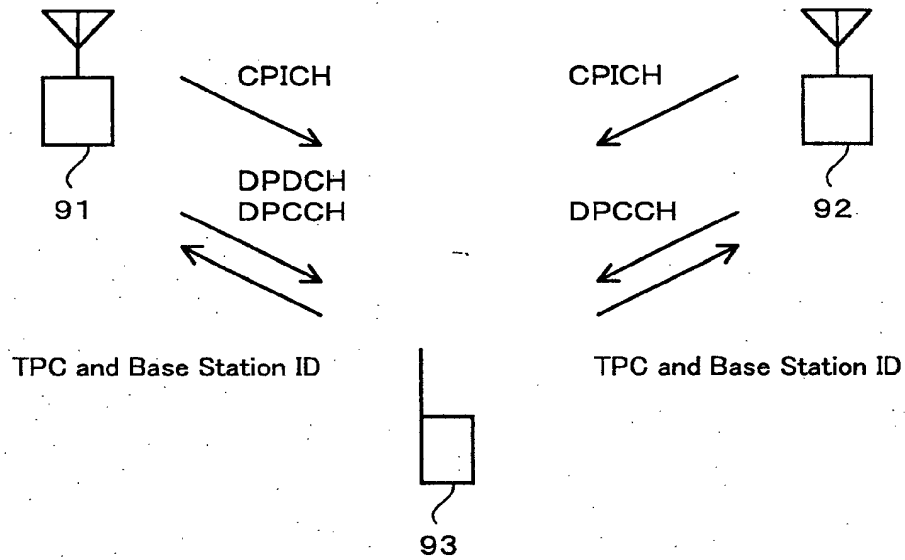 CPICH
CPICH
DPDCH
DPCCH
DPCCH
91
92
TPC and Base Station ID
TPC and Base Station ID
93